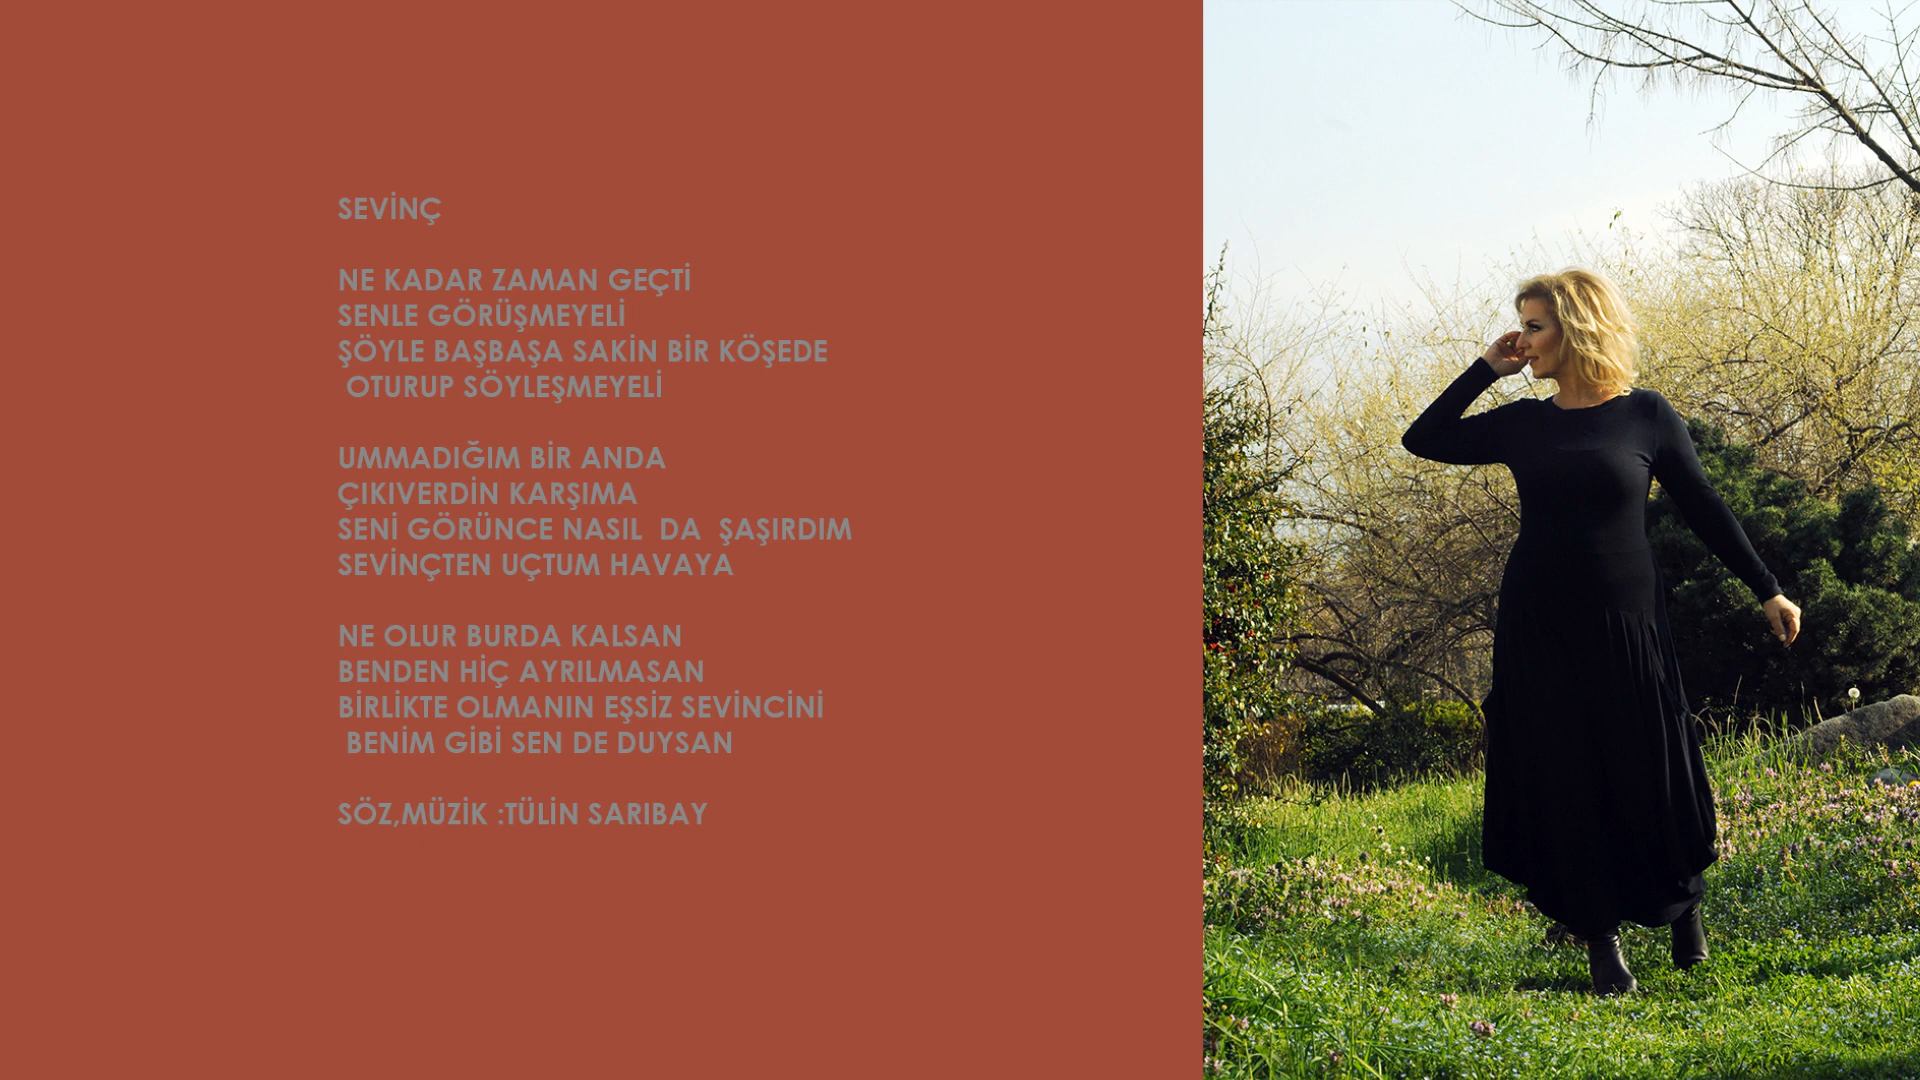 SEVİNÇ
NE KADAR ZAMAN GEÇTİ
SENLE GÖRÜŞMEYELİ
ŞÖYLE BAŞBAŞA SAKİN BİR KÖŞEDE
OTURUP SÖYLEŞMEYELİ
UMMADIĞIM BİR ANDA
ÇIKIVERDİN KARŞIMA
SENİ GÖRÜNCE NASIL DA ŞAŞIRDIM
SEVİNÇTEN UÇTUM HAVAYA
NE OLUR BURDA KALSAN
BENDEN HİÇ AYRILMASAN
BİRLİKTE OLMANIN EŞSİZ SEVİNCİNİ
BENİM GİBİ SEN DE DUYSAN
SÖZ,MÜZİK :TÜLİN SARIBAY